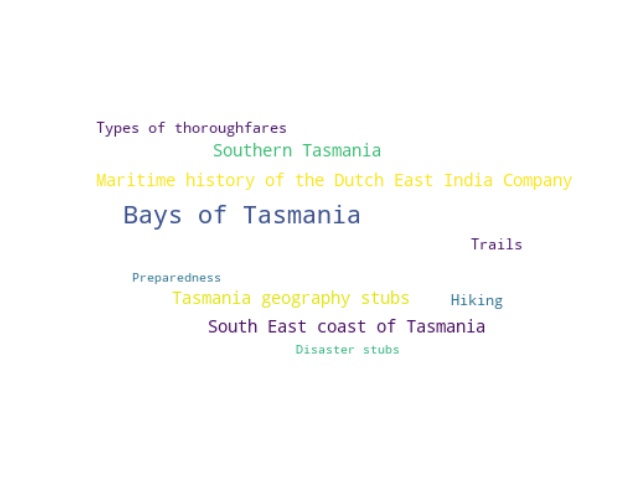 Types of thoroughfares
Southern Tasmania
Maritime history of the Dutch East India Company
Bays of Tasmania
Trails
Preparedness
Tasmania geography stubs
Hiking
South East coast of Tasmania
Disaster stubs